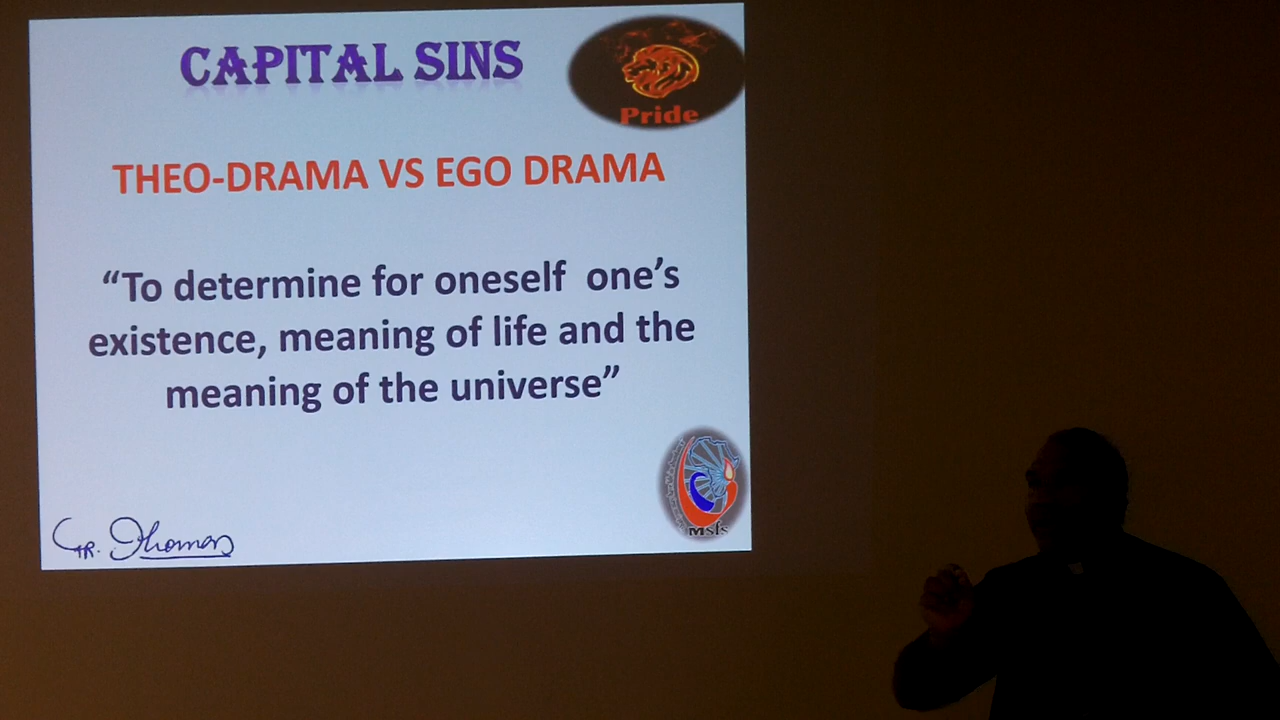 CAPITAL SINS
Pride
THEO-DRAMA VS EGO DRAMA
“To determine for oneself one’s
existence, meaning of life and the
meaning of the universe”
Msfs
Thomas